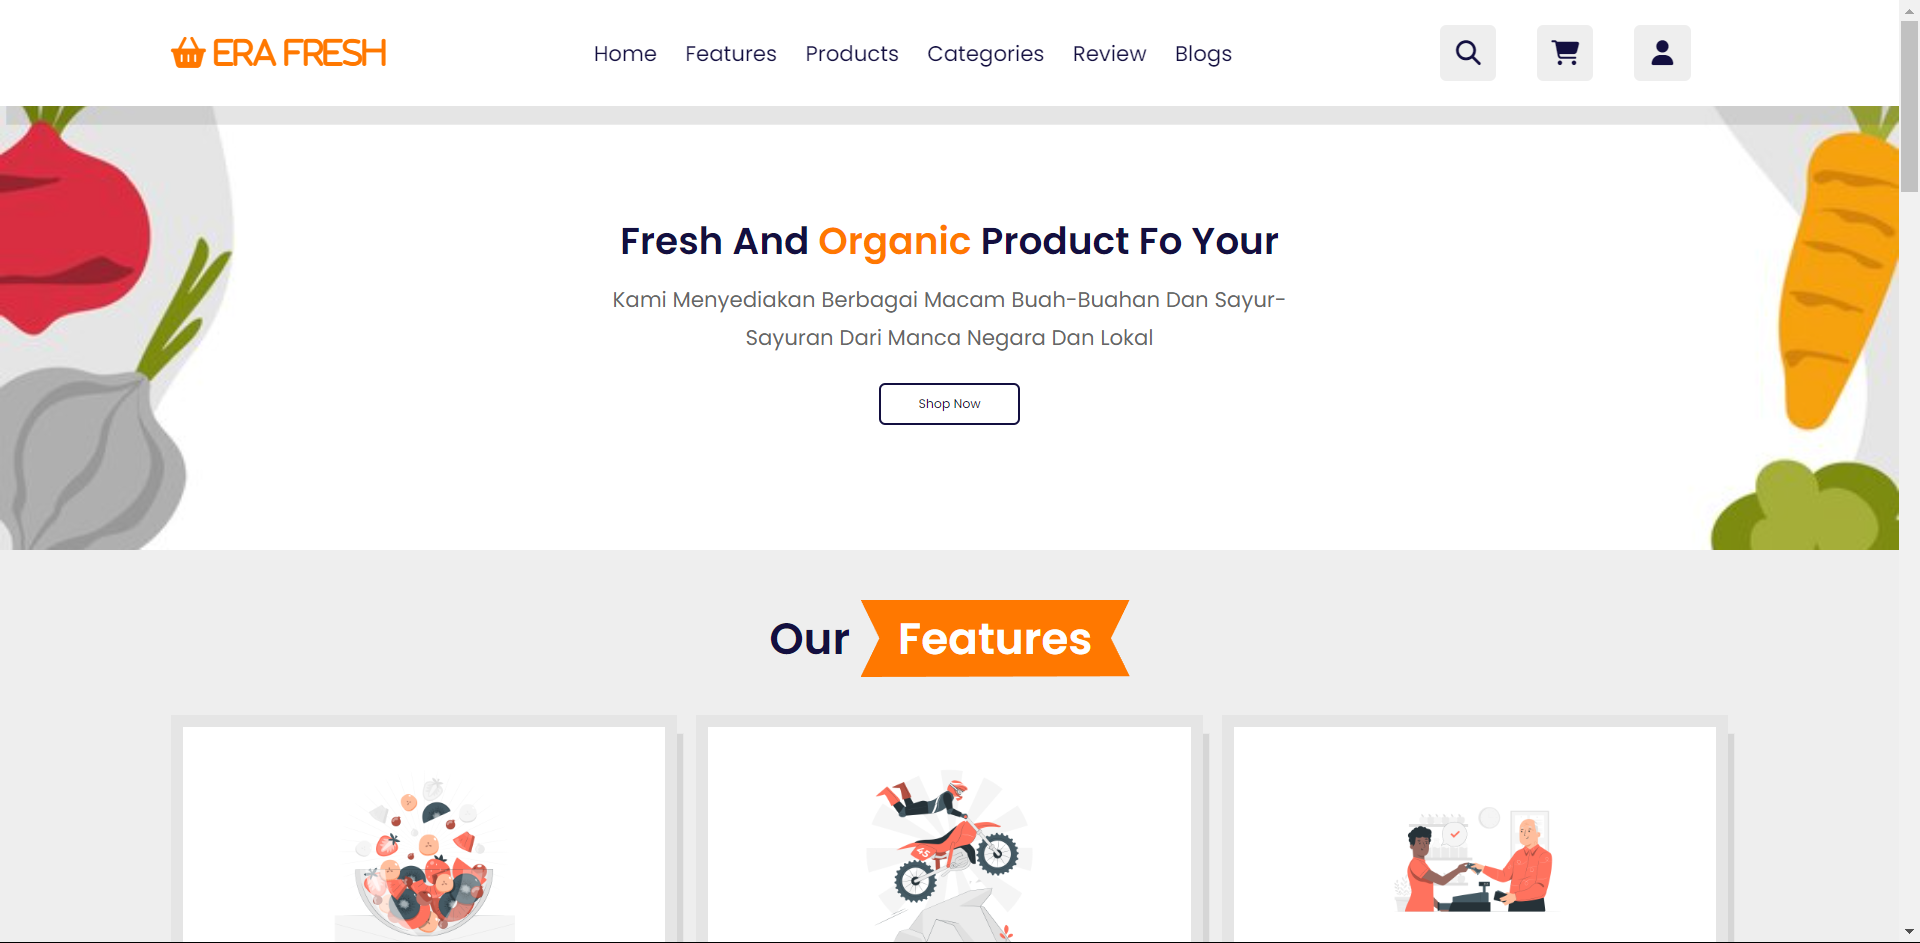 ERA FRESH
Home Features Products Categories Review Blogs
Fresh And Organic Product Fo Your
Kami Menyediakan Berbagai Macam Buah-Buahan Dan Sayur-
Sayuran Dari Manca Negara Dan Lokal
Shop Now
Our Features
45